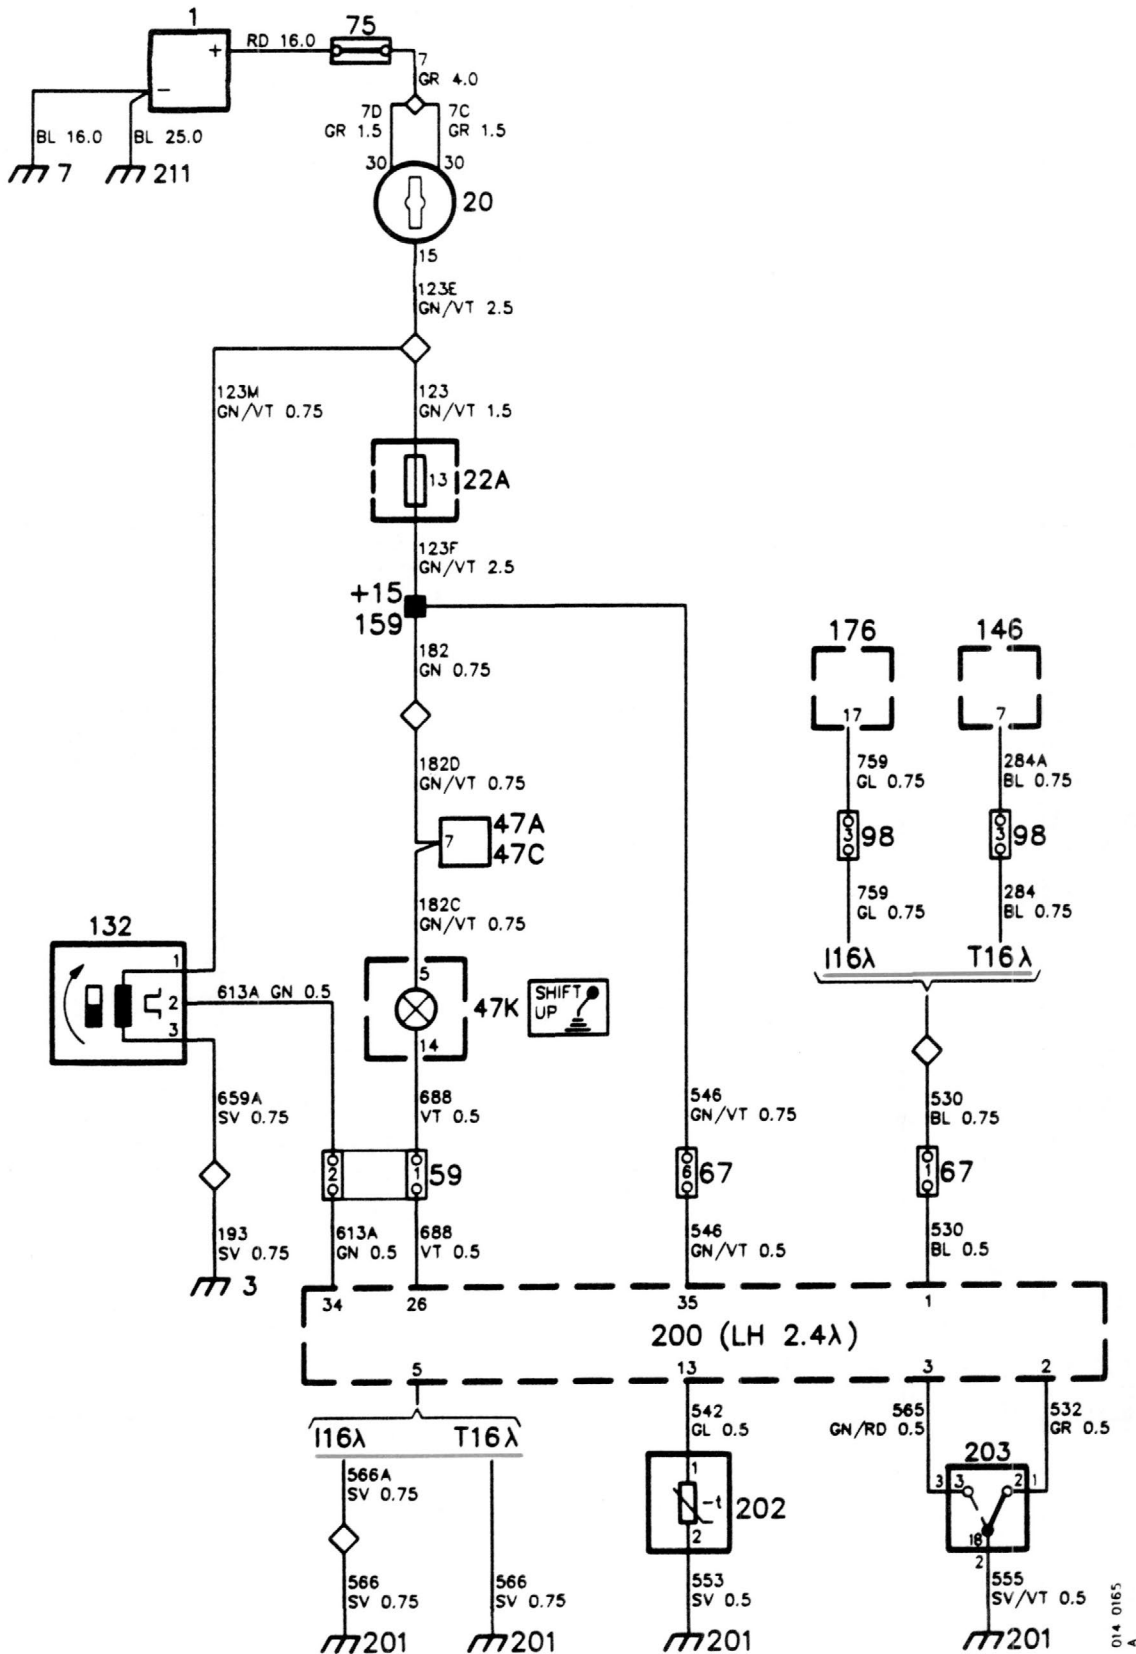 1
75
+
RD 16.0
7
GR 4.0
−
7D
GR 1.5
7C
GR 1.5
BL 16.0
BL 25.0
7
211
30
30
20
15
123E
GN/VT 2.5
123M
GN/VT 0.75
123
GN/VT 1.5
13
22A
123F
GN/VT 2.5
+15
159
182
GN 0.75
176
146
17
7
182D
GN/VT 0.75
759
GL 0.75
284A
BL 0.75
7
47A
47C
3
98
3
98
182C
GN/VT 0.75
759
GL 0.75
284
BL 0.75
132
I16λ
T16λ
1
2
3
613A GN 0.5
5
47K
14
SHIFT
UP
659A
SV 0.75
688
VT 0.5
546
GN/VT 0.75
530
BL 0.75
2
1
59
6
67
1
67
193
SV 0.75
613A
GN 0.5
688
VT 0.5
546
GN/VT 0.5
530
BL 0.5
3
34
26
35
1
200 (LH 2.4λ)
5
13
3
2
I16λ
T16λ
542
GL 0.5
565
GN/RD 0.5
532
GR 0.5
203
566A
SV 0.75
1
-t
2
202
3
3
2
1
18
2
566
SV 0.75
566
SV 0.75
553
SV 0.5
555
SV/VT 0.5
201
201
201
201
014 0165
A